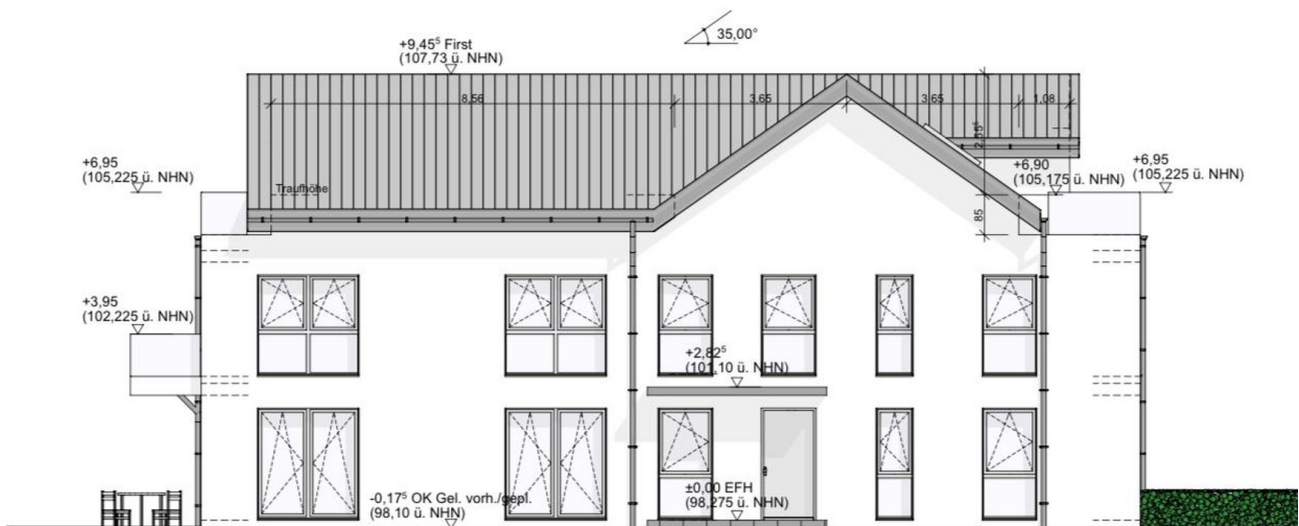 35,00°
+9,45⁵ First
(107,73 ü. NHN)
8,56
3,65
3,65
1,08
2,55⁵
+6,95
(105,225 ü. NHN)
+6,90
(105,175 ü. NHN)
+6,95
(105,225 ü. NHN)
Traufhöhe
85
+3,95
(102,225 ü. NHN)
+2,82⁵
(101,10 ü. NHN)
-0,17⁵ OK Gel. vorh./gepl.
(98,10 ü. NHN)
±0,00 EFH
(98,275 ü. NHN)